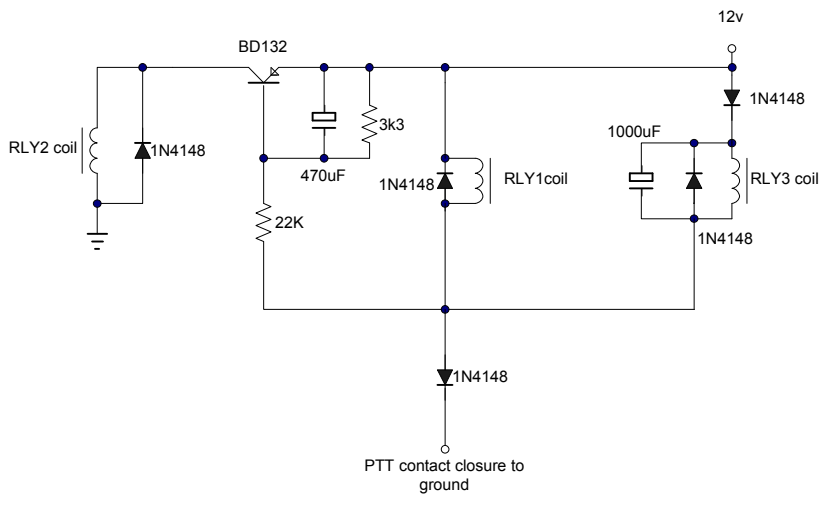 12v
BD132
1N4148
1000uF
3k3
RLY2 coil
1N4148
470uF
1N4148
RLY1coil
RLY3 coil
22K
1N4148
1N4148
PTT contact closure to
ground